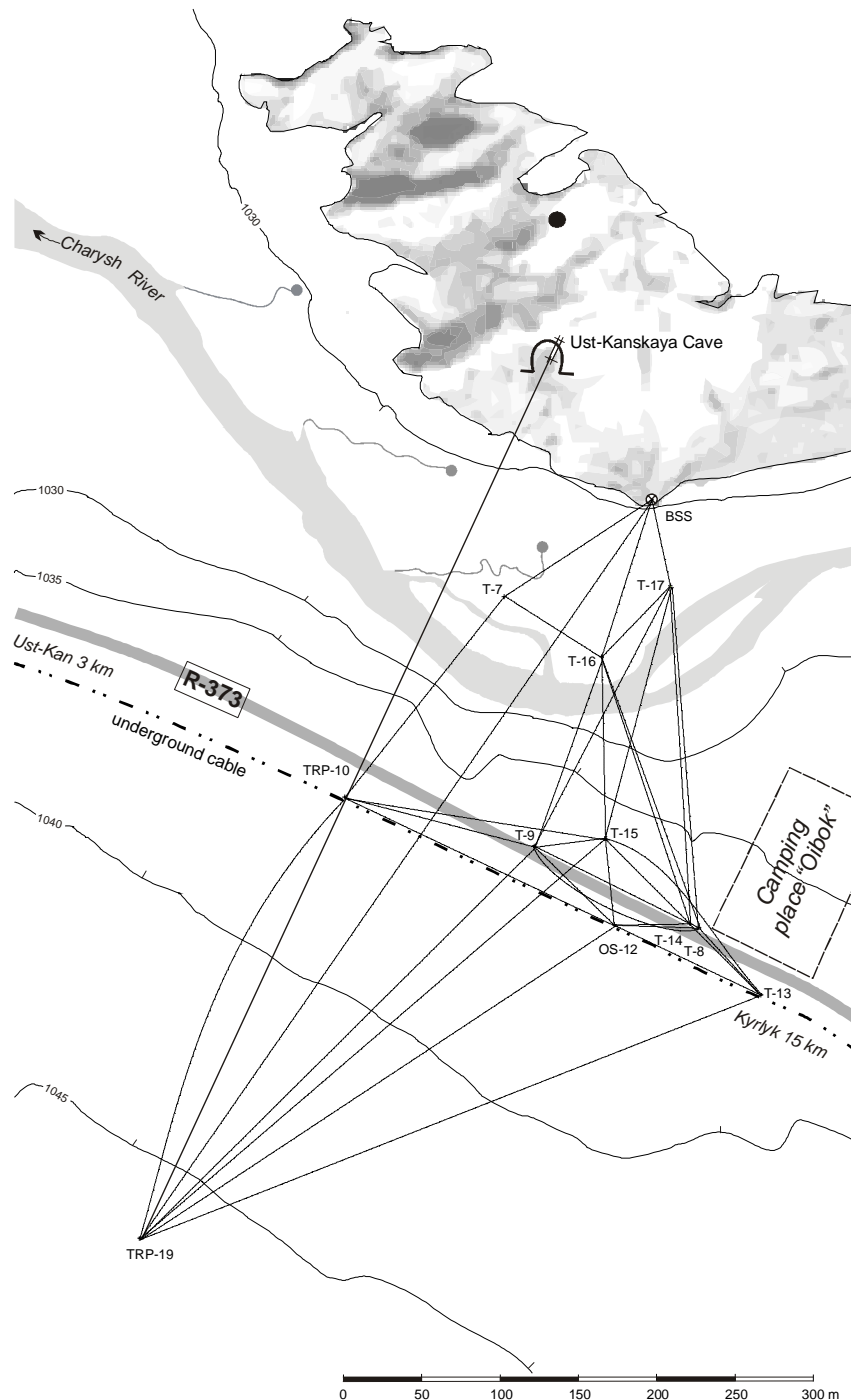 1030
Charysh River
Ust-Kanskaya Cave
1030
BSS
1035
T-7
T-17
Ust-Kan 3 km
R-373
T-16
underground cable
TRP-10
1040
T-9
T-15
Camping
place “Oibok”
OS-12
T-14
T-8
T-13
Kyrlyk 15 km
1045
TRP-19
0 50 100 150 200 250 300 m